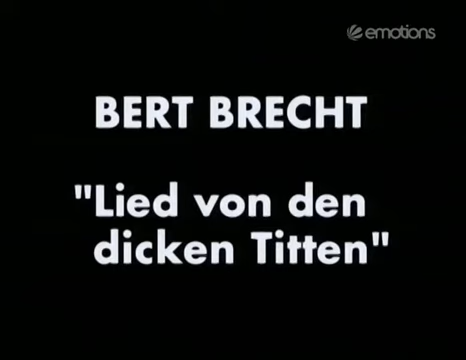 emotions
BERT BRECHT
"Lied von den
dicken Titten"